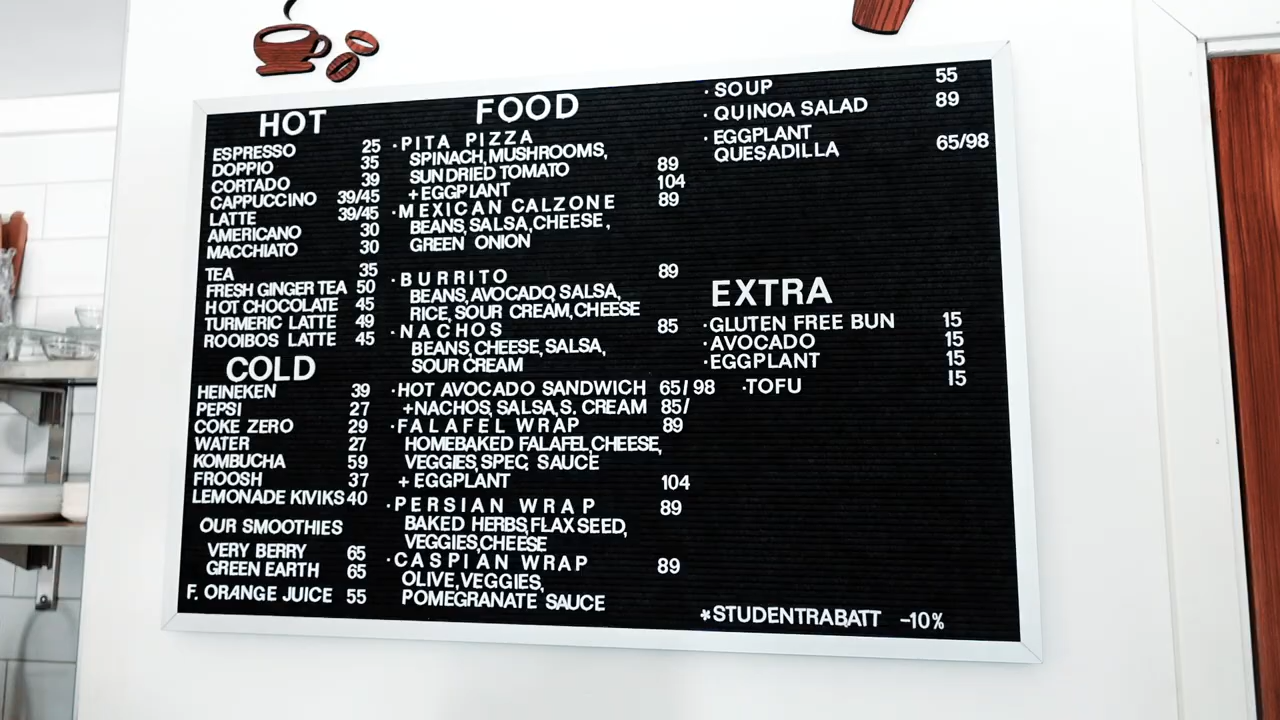 HOT
ESPRESSO 25
DOPPIO 35
CORTADO 39
CAPPUCCINO 39/45
LATTE 39/45
AMERICANO 30
MACCHIATO 30
TEA 35
FRESH GINGER TEA 50
HOT CHOCOLATE 45
TURMERIC LATTE 49
ROOIBOS LATTE 45
COLD
HEINEKEN 39
PEPSI 27
COKE ZERO 29
WATER 27
KOMBUCHA 59
FROOSH 37
LEMONADE KIVIKS 40
OUR SMOOTHIES
VERY BERRY 65
GREEN EARTH 65
F. ORANGE JUICE 55
FOOD
·PITA PIZZA
SPINACH, MUSHROOMS,
SUNDRIED TOMATO 89
+EGGPLANT 104
·MEXICAN CALZONE 89
BEANS, SALSA, CHEESE,
GREEN ONION
·BURRITO 89
BEANS, AVOCADO, SALSA,
RICE, SOUR CREAM, CHEESE
·NACHOS 85
BEANS, CHEESE, SALSA,
SOUR CREAM
·HOT AVOCADO SANDWICH 65/98
+NACHOS, SALSA, S. CREAM 85/
·FALAFEL WRAP 89
HOMEBAKED FALAFEL, CHEESE,
VEGGIES, SPEC. SAUCE
+ EGGPLANT 104
·PERSIAN WRAP 89
BAKED HERBS, FLAX SEED,
VEGGIES, CHEESE
·CASPIAN WRAP 89
OLIVE, VEGGIES,
POMEGRANATE SAUCE
·SOUP 55
·QUINOA SALAD 89
·EGGPLANT
QUESADILLA 65/98
EXTRA
·GLUTEN FREE BUN 15
·AVOCADO 15
·EGGPLANT 15
·TOFU 15
*STUDENTRABATT -10%